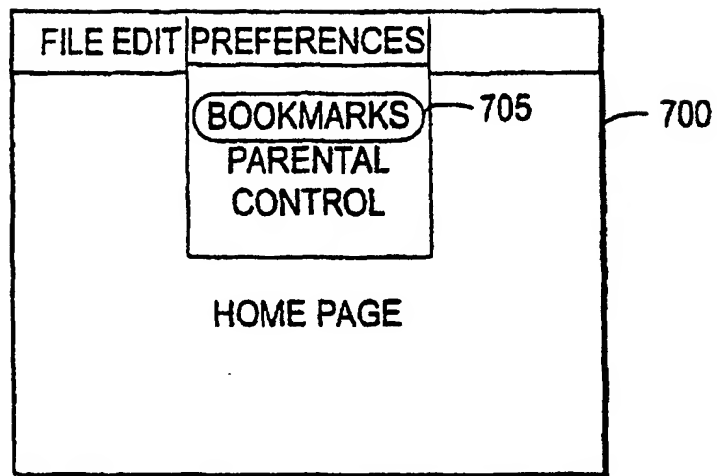 FILE EDIT PREFERENCES
BOOKMARKS 705 700
PARENTAL
CONTROL
HOME PAGE